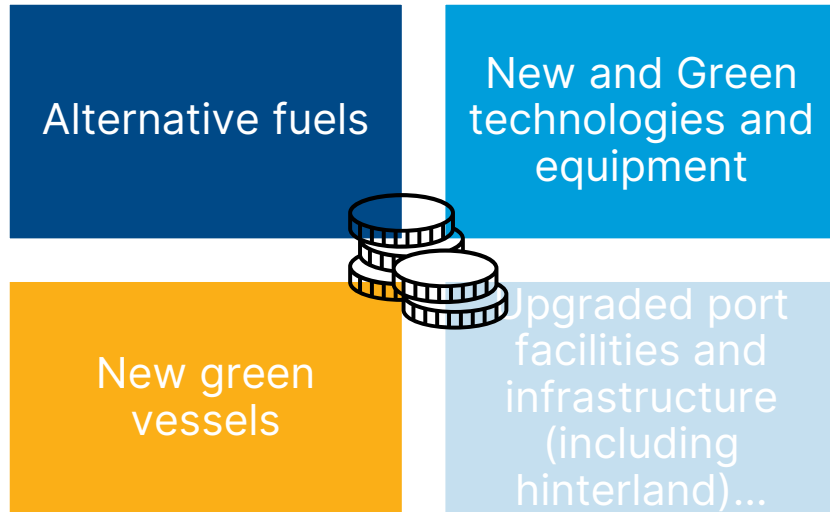 Alternative fuels
New and Green
technologies and
equipment
New green
vessels
Upgraded port
facilities and
infrastructure
(including
hinterland)...